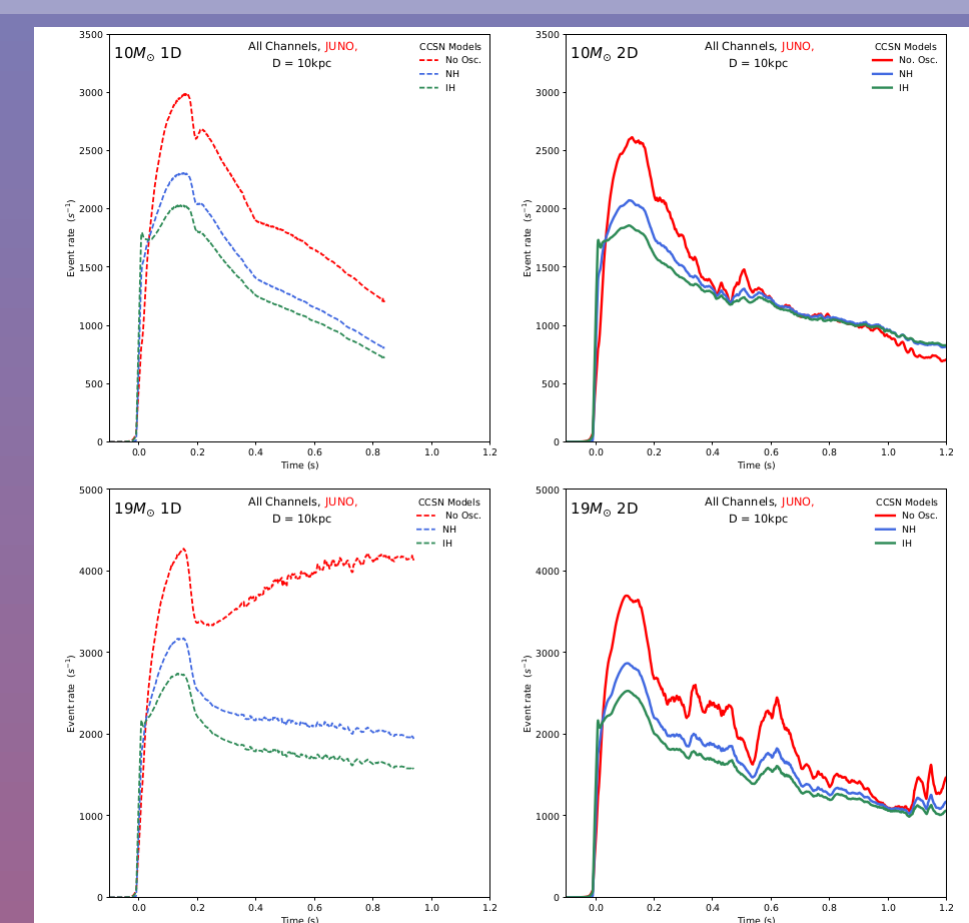 10M⊙ 1D
All Channels, JUNO,
D = 10kpc
CCSN Models
No Osc.
NH
IH
3500
3000
2500
2000
1500
1000
500
0
Event rate (s⁻¹)
0.0 0.2 0.4 0.6 0.8 1.0 1.2
Time (s)
10M⊙ 2D
All Channels, JUNO,
D = 10kpc
CCSN Models
No. Osc.
NH
IH
3500
3000
2500
2000
1500
1000
500
0
Event rate (s⁻¹)
0.0 0.2 0.4 0.6 0.8 1.0 1.2
Time (s)
19M⊙ 1D
All Channels, JUNO,
D = 10kpc
CCSN Models
No Osc.
NH
IH
5000
4000
3000
2000
1000
0
Event rate (s⁻¹)
0.0 0.2 0.4 0.6 0.8 1.0 1.2
Time (s)
19M⊙ 2D
All Channels, JUNO,
D = 10kpc
CCSN Models
No Osc.
NH
IH
5000
4000
3000
2000
1000
0
Event rate (s⁻¹)
0.0 0.2 0.4 0.6 0.8 1.0 1.2
Time (s)